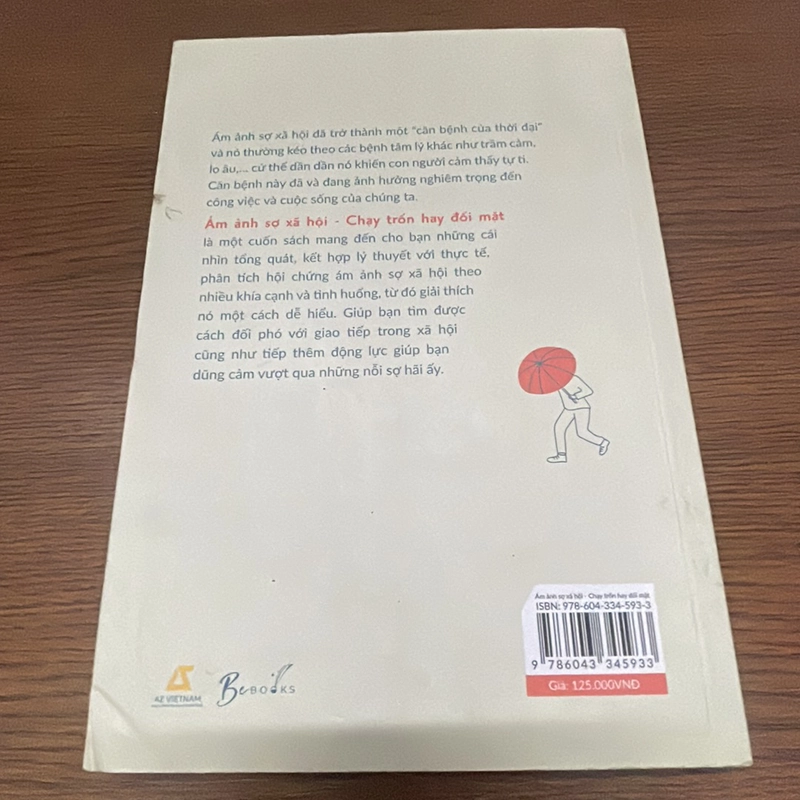 Ám ảnh sợ xã hội đã trở thành một "căn bệnh của thời đại"
và nó thường kéo theo các bệnh tâm lý khác như trầm cảm,
lo âu,... cứ thế dần dần nó khiến con người cảm thấy tự ti.
Căn bệnh này đã và đang ảnh hưởng nghiêm trọng đến
công việc và cuộc sống của chúng ta.
Ám ảnh sợ xã hội - Chạy trốn hay đối mặt
là một cuốn sách mang đến cho bạn những cái
nhìn tổng quát, kết hợp lý thuyết với thực tế,
phân tích hội chứng ám ảnh sợ xã hội theo
nhiều khía cạnh và tình huống, từ đó giải thích
nó một cách dễ hiểu. Giúp bạn tìm được
cách đối phó với giao tiếp trong xã hội
cũng như tiếp thêm động lực giúp bạn
dũng cảm vượt qua những nỗi sợ hãi ấy.
Ám ảnh sợ xã hội - Chạy trốn hay đối mặt
ISBN: 978-604-334-593-3
9 786043 345933
Giá: 125.000VNĐ
AZ VIETNAM
BeBOOKS